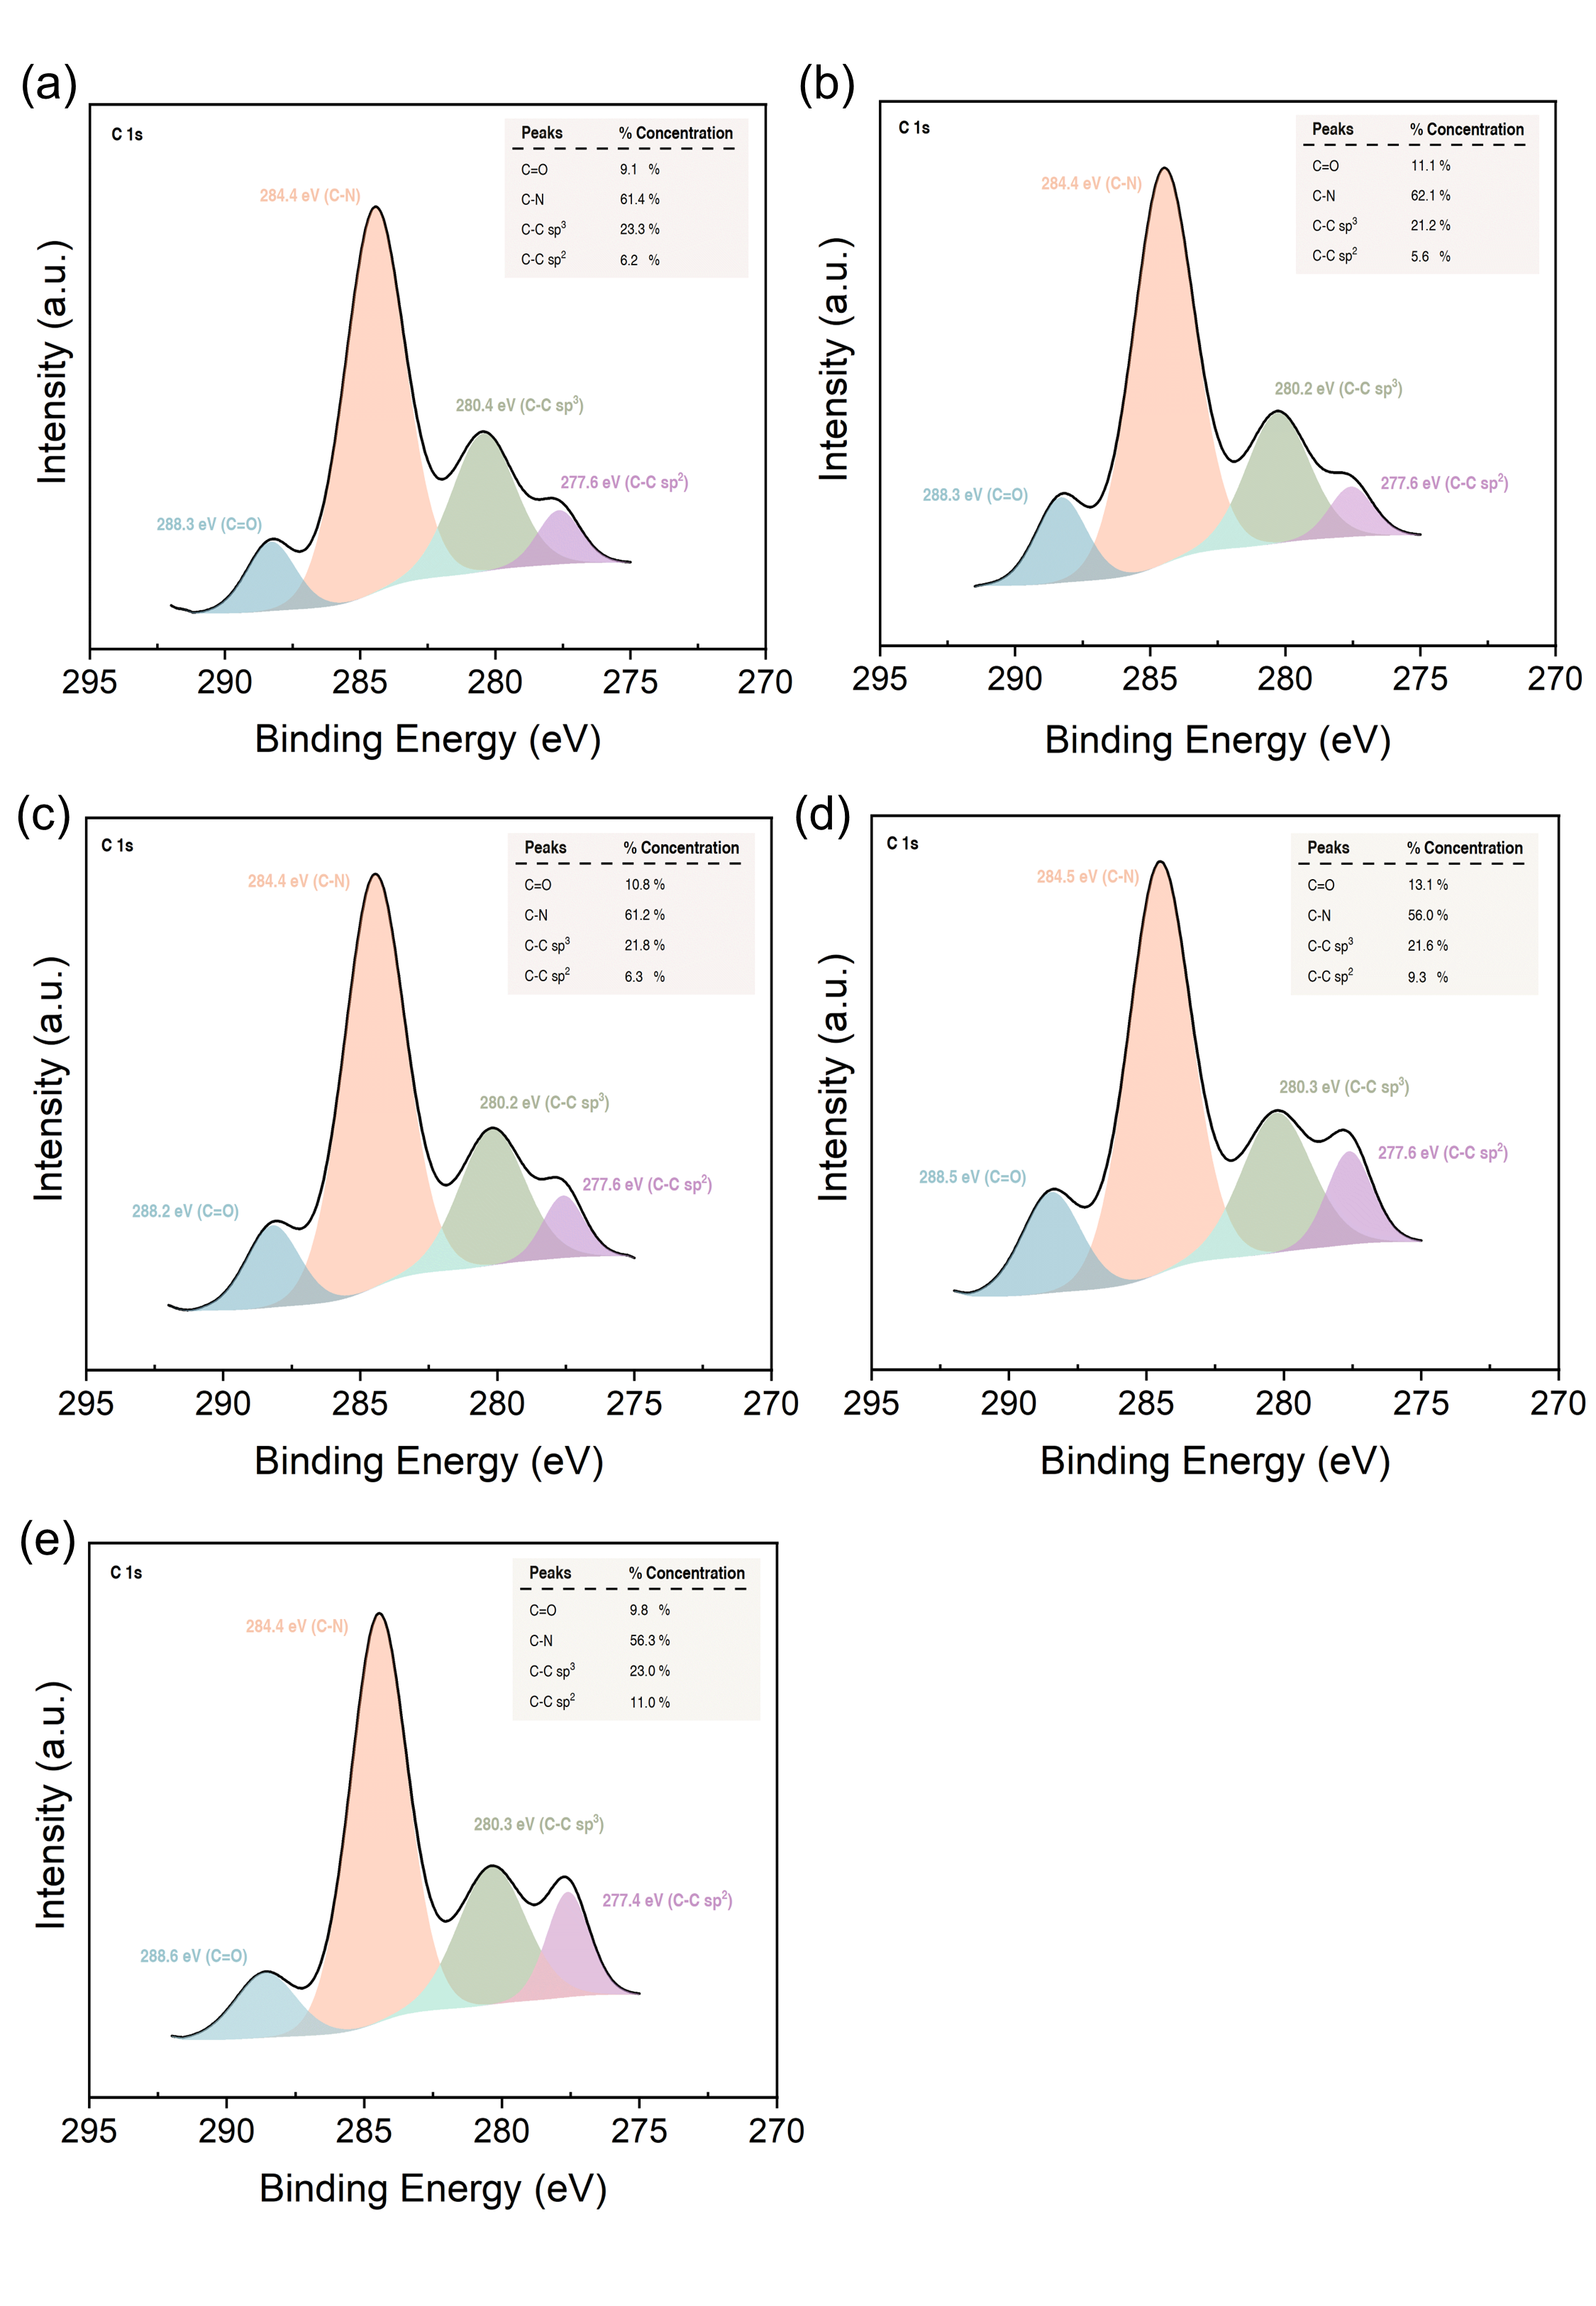 (a)
C 1s
Peaks % Concentration
C=O 9.1 %
C-N 61.4 %
C-C sp³ 23.3 %
C-C sp² 6.2 %
284.4 eV (C-N)
280.4 eV (C-C sp³)
277.6 eV (C-C sp²)
288.3 eV (C=O)
Intensity (a.u.)
295 290 285 280 275 270
Binding Energy (eV)
(b)
C 1s
Peaks % Concentration
C=O 11.1 %
C-N 62.1 %
C-C sp³ 21.2 %
C-C sp² 5.6 %
284.4 eV (C-N)
280.2 eV (C-C sp³)
277.6 eV (C-C sp²)
288.3 eV (C=O)
Intensity (a.u.)
295 290 285 280 275 270
Binding Energy (eV)
(c)
C 1s
Peaks % Concentration
C=O 10.8 %
C-N 61.2 %
C-C sp³ 21.8 %
C-C sp² 6.3 %
284.4 eV (C-N)
280.2 eV (C-C sp³)
277.6 eV (C-C sp²)
288.2 eV (C=O)
Intensity (a.u.)
295 290 285 280 275 270
Binding Energy (eV)
(d)
C 1s
Peaks % Concentration
C=O 13.1 %
C-N 56.0 %
C-C sp³ 21.6 %
C-C sp² 9.3 %
284.5 eV (C-N)
280.3 eV (C-C sp³)
277.6 eV (C-C sp²)
288.5 eV (C=O)
Intensity (a.u.)
295 290 285 280 275 270
Binding Energy (eV)
(e)
C 1s
Peaks % Concentration
C=O 9.8 %
C-N 56.3 %
C-C sp³ 23.0 %
C-C sp² 11.0 %
284.4 eV (C-N)
280.3 eV (C-C sp³)
277.4 eV (C-C sp²)
288.6 eV (C=O)
Intensity (a.u.)
295 290 285 280 275 270
Binding Energy (eV)